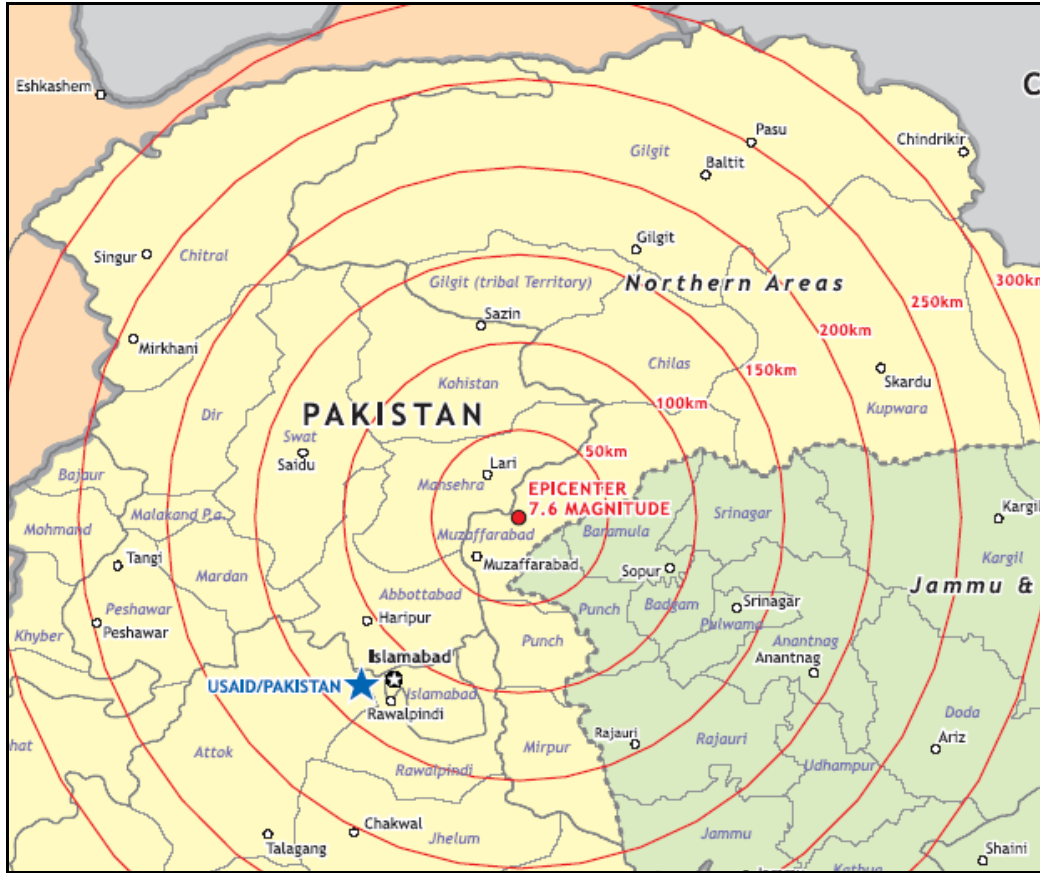 Eshkashem
C
Pasu
Chindrikir
Gilgit
Baltit
Singur
Chitral
Gilgit
300km
Gilgit (tribal Territory)
Northern Areas
250km
Sazin
200km
Mirkhani
Chilas
150km
Skardu
Kohistan
100km
Kupwara
Dir
PAKISTAN
Swat
50km
Saidu
Bajaur
Lari
Mansehra
EPICENTER
7.6 MAGNITUDE
Malakand P.a.
Srinagar
Kargil
Mohmand
Muzaffarabad
Baramula
Tangi
Muzaffarabad
Kargil
Sopur
Mardan
Jammu &
Abbottabad
Peshawar
Punch
Badgam
Srinagar
Haripur
Pulwama
Khyber
Peshawar
Punch
Anantnag
Islamabad
Anantnag
USAID/PAKISTAN
Islamabad
Rawalpindi
Doda
Rajauri
Rajauri
Ariz
hat
Attok
Mirpur
Udhampur
Rawalpindi
Chakwal
Jhelum
Jammu
Talagang
Shaini